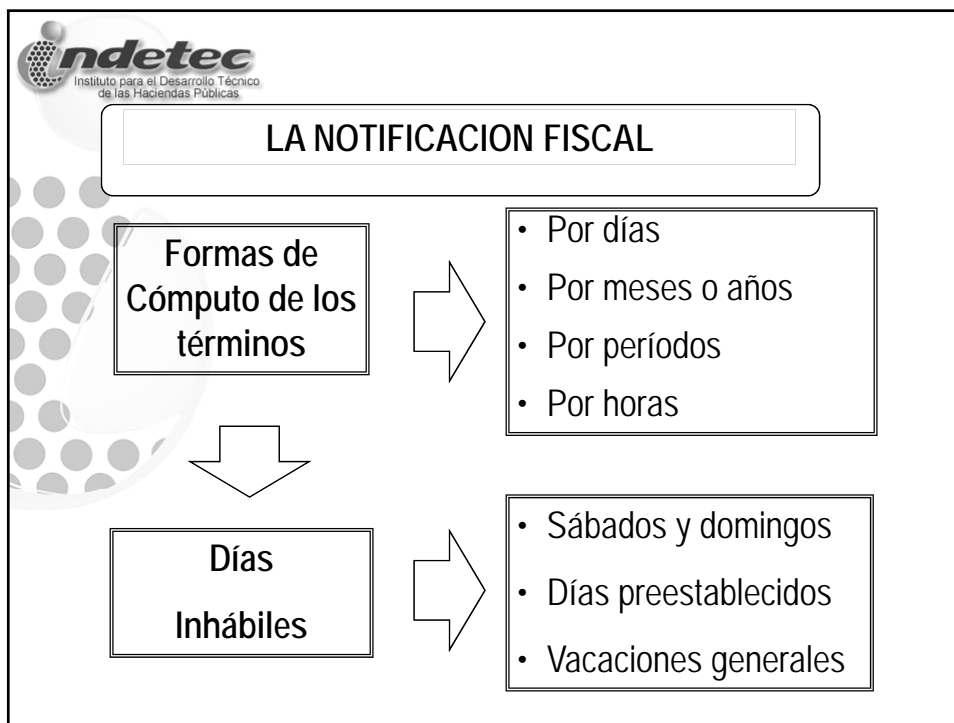 indetec
Instituto para el Desarrollo Técnico
de las Haciendas Públicas
LA NOTIFICACION FISCAL
Formas de
Cómputo de los
términos
• Por días
• Por meses o años
• Por períodos
• Por horas
Días
Inhábiles
• Sábados y domingos
• Días preestablecidos
• Vacaciones generales